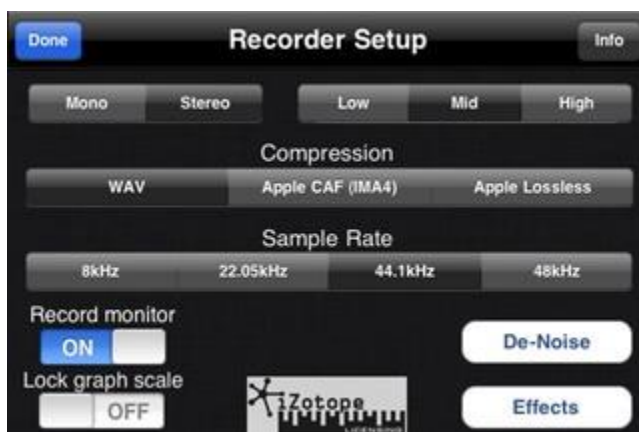 Done Recorder Setup Info
Mono Stereo Low Mid High
Compression
WAV Apple CAF (IMA4) Apple Lossless
Sample Rate
8kHz 22.05kHz 44.1kHz 48kHz
Record monitor
ON
De-Noise
Lock graph scale
OFF
iZotope
LICENSING
Effects